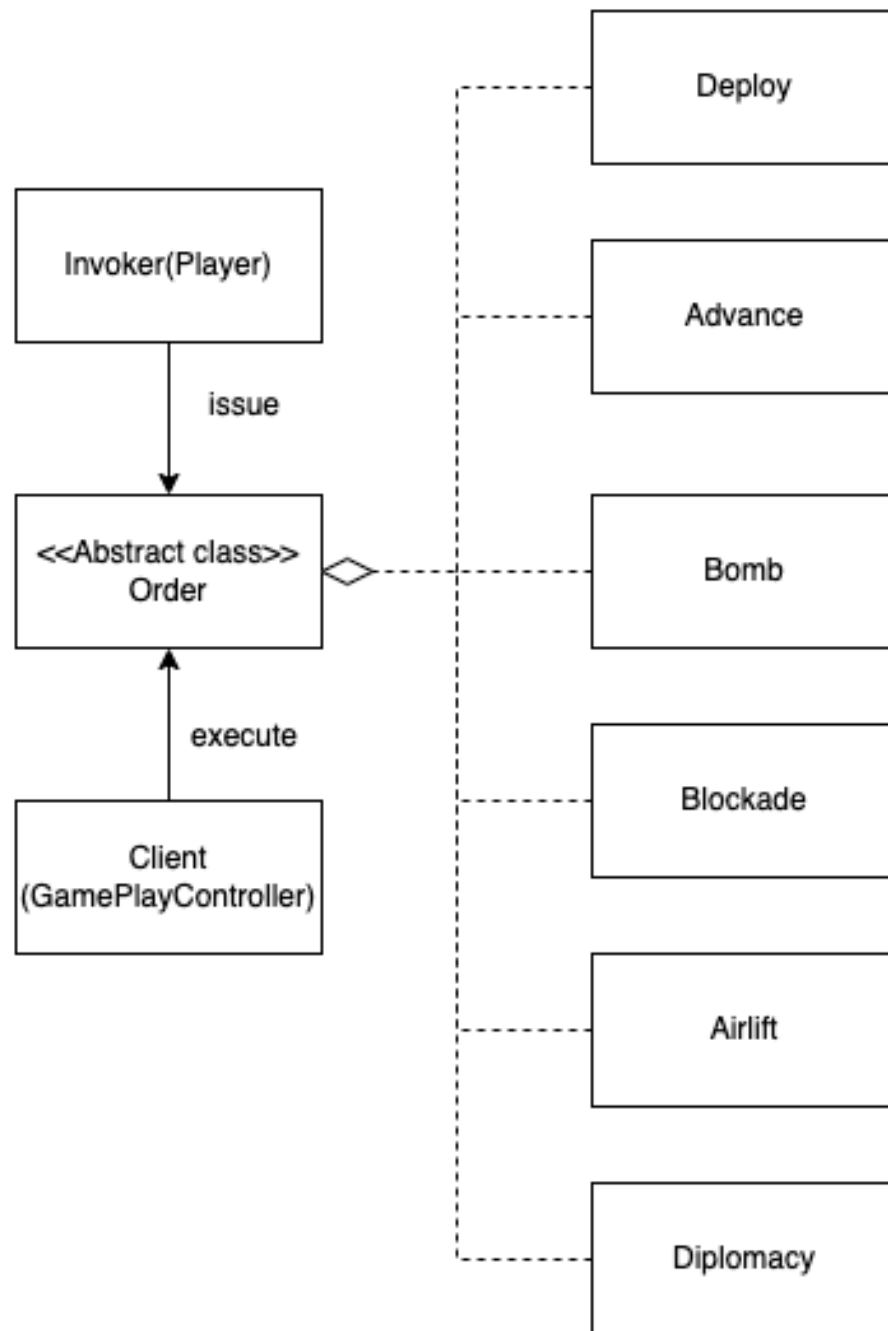 Deploy
Invoker(Player)
Advance
issue
<<Abstract class>>
Order
Bomb
execute
Blockade
Client
(GamePlayController)
Airlift
Diplomacy